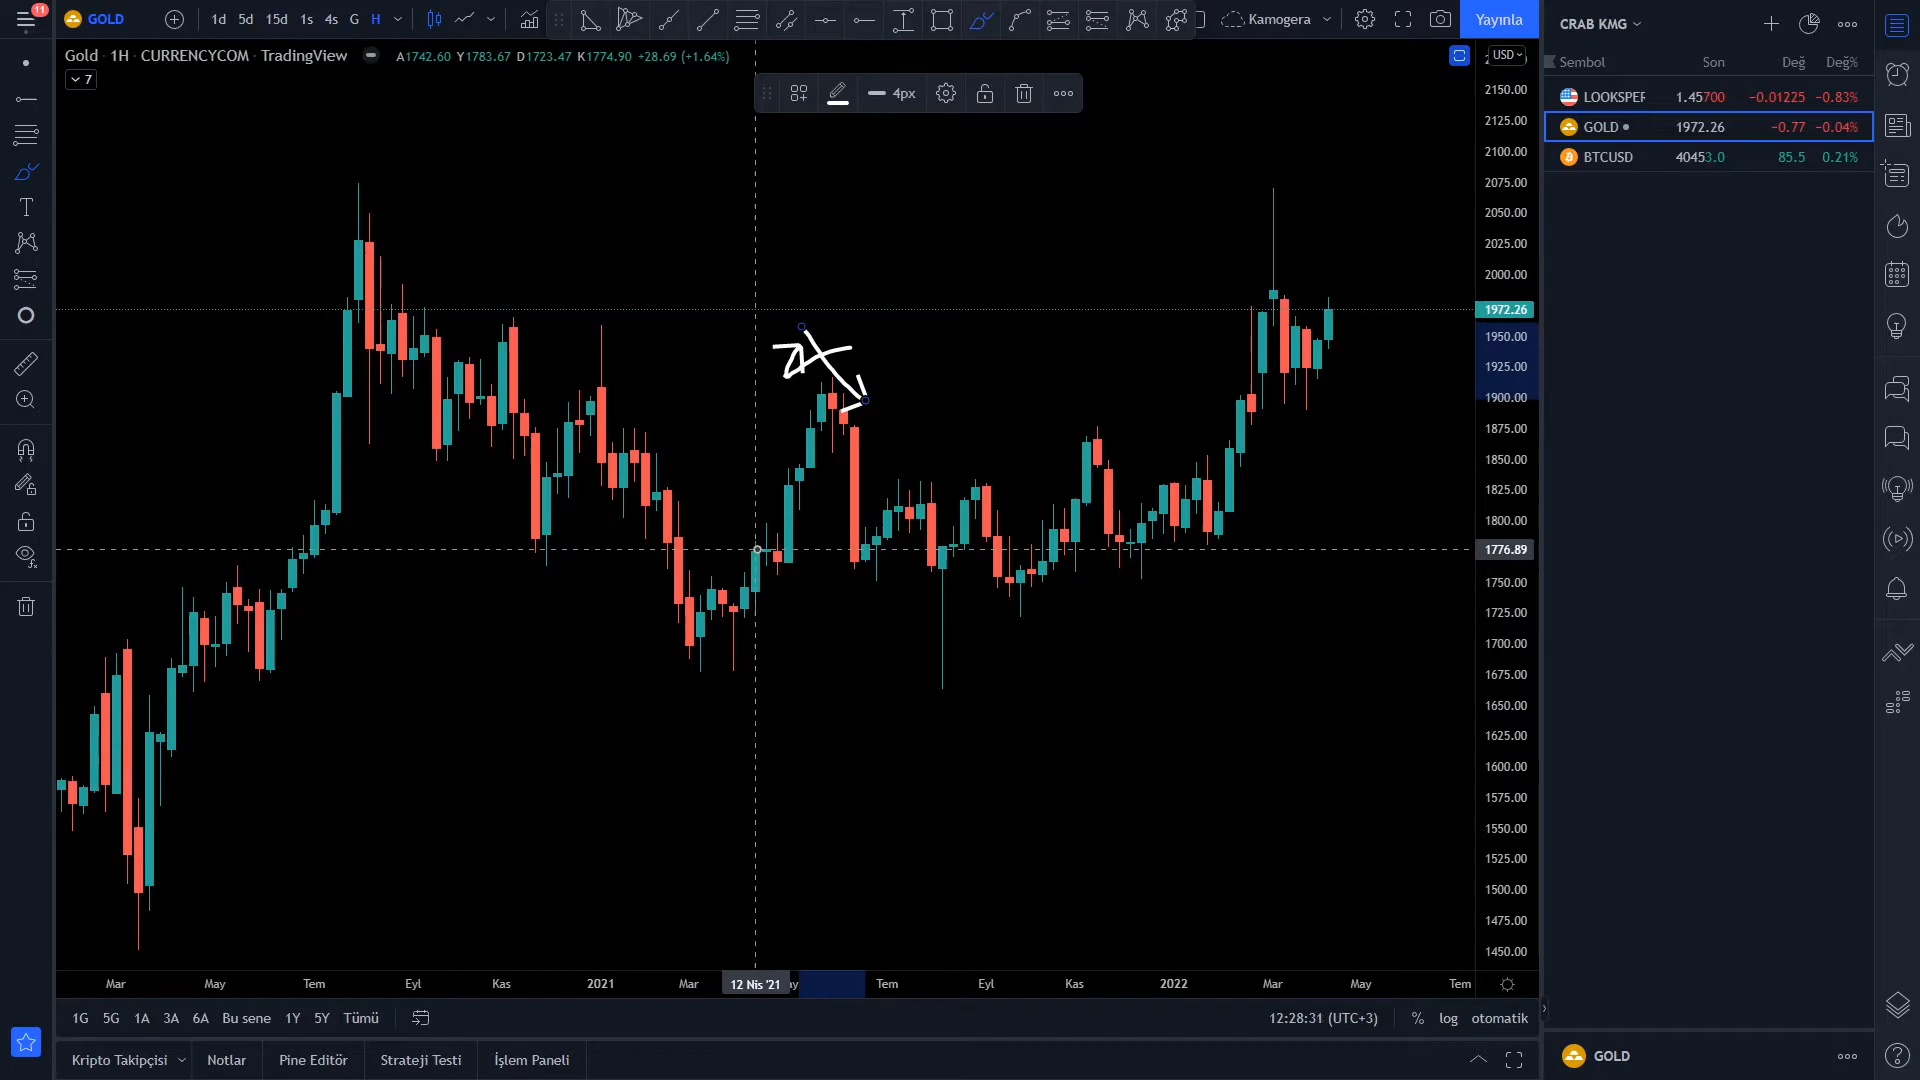 11
GOLD
1d 5d 15d 1s 4s G H
Kamogera
Yayınla
CRAB KMG
Gold · 1H · CURRENCYCOM · TradingView
A1742.60 Y1783.67 D1723.47 K1774.90 +28.69 (+1.64%)
USD
7
4px
Sembol Son Değ Değ%
LOOKSPER 1.45700 −0.01225 −0.83%
GOLD 1972.26 −0.77 −0.04%
BTCUSD 40453.0 85.5 0.21%
2150.00
2125.00
2100.00
2075.00
2050.00
2025.00
2000.00
1972.26
1950.00
1925.00
1900.00
1875.00
1850.00
1825.00
1800.00
1776.89
1750.00
1725.00
1700.00
1675.00
1650.00
1625.00
1600.00
1575.00
1550.00
1525.00
1500.00
1475.00
1450.00
Mar May Tem Eyl Kas 2021 Mar 12 Nis '21 Tem Eyl Kas 2022 Mar May Tem
1G 5G 1A 3A 6A Bu sene 1Y 5Y Tümü
12:28:31 (UTC+3) % log otomatik
Kripto Takipçisi Notlar Pine Editör Strateji Testi İşlem Paneli
GOLD